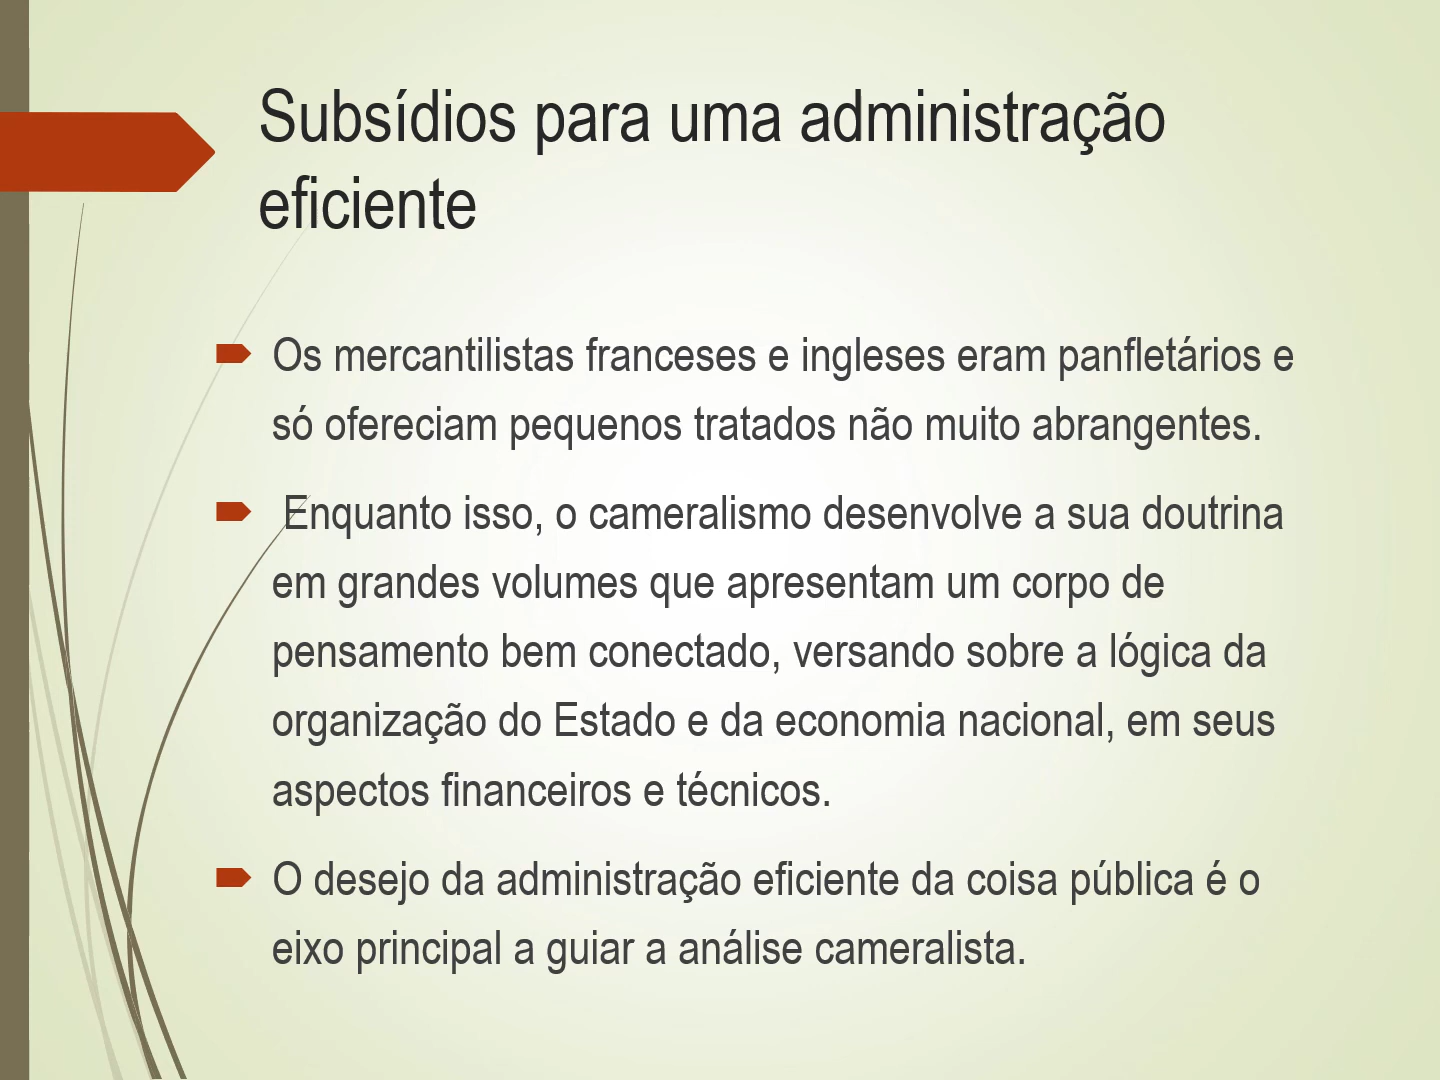 Subsídios para uma administração
eficiente
Os mercantilistas franceses e ingleses eram panfletários e
só ofereciam pequenos tratados não muito abrangentes.
Enquanto isso, o cameralismo desenvolve a sua doutrina
em grandes volumes que apresentam um corpo de
pensamento bem conectado, versando sobre a lógica da
organização do Estado e da economia nacional, em seus
aspectos financeiros e técnicos.
O desejo da administração eficiente da coisa pública é o
eixo principal a guiar a análise cameralista.